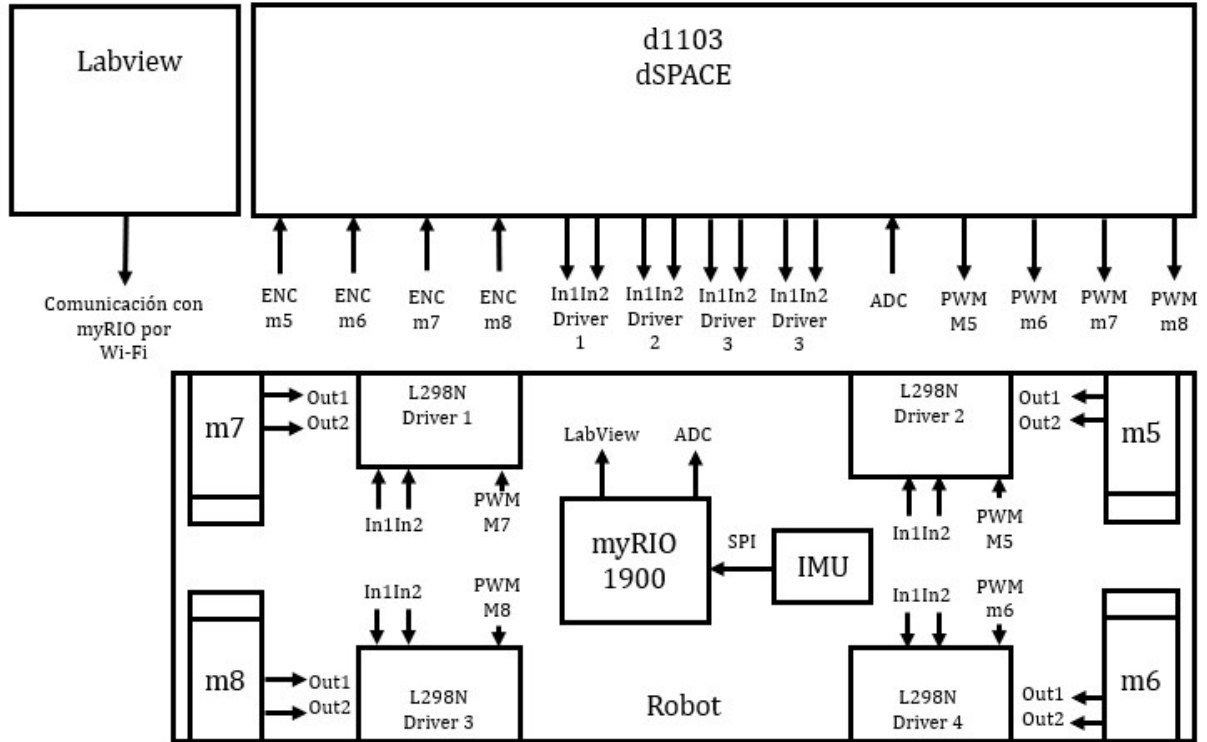 Labview
d1103
dSPACE
Comunicación con
myRIO por
Wi-Fi
ENC
m5
ENC
m6
ENC
m7
ENC
m8
In1In2
Driver
1
In1In2
Driver
2
In1In2
Driver
3
In1In2
Driver
3
ADC
PWM
M5
PWM
m6
PWM
m7
PWM
m8
m7
Out1
Out2
L298N
Driver 1
In1In2
PWM
M7
LabView
ADC
myRIO
1900
SPI
IMU
L298N
Driver 2
In1In2
PWM
M5
Out1
Out2
m5
m8
Out1
Out2
In1In2
PWM
M8
L298N
Driver 3
Robot
In1In2
PWM
m6
L298N
Driver 4
Out1
Out2
m6